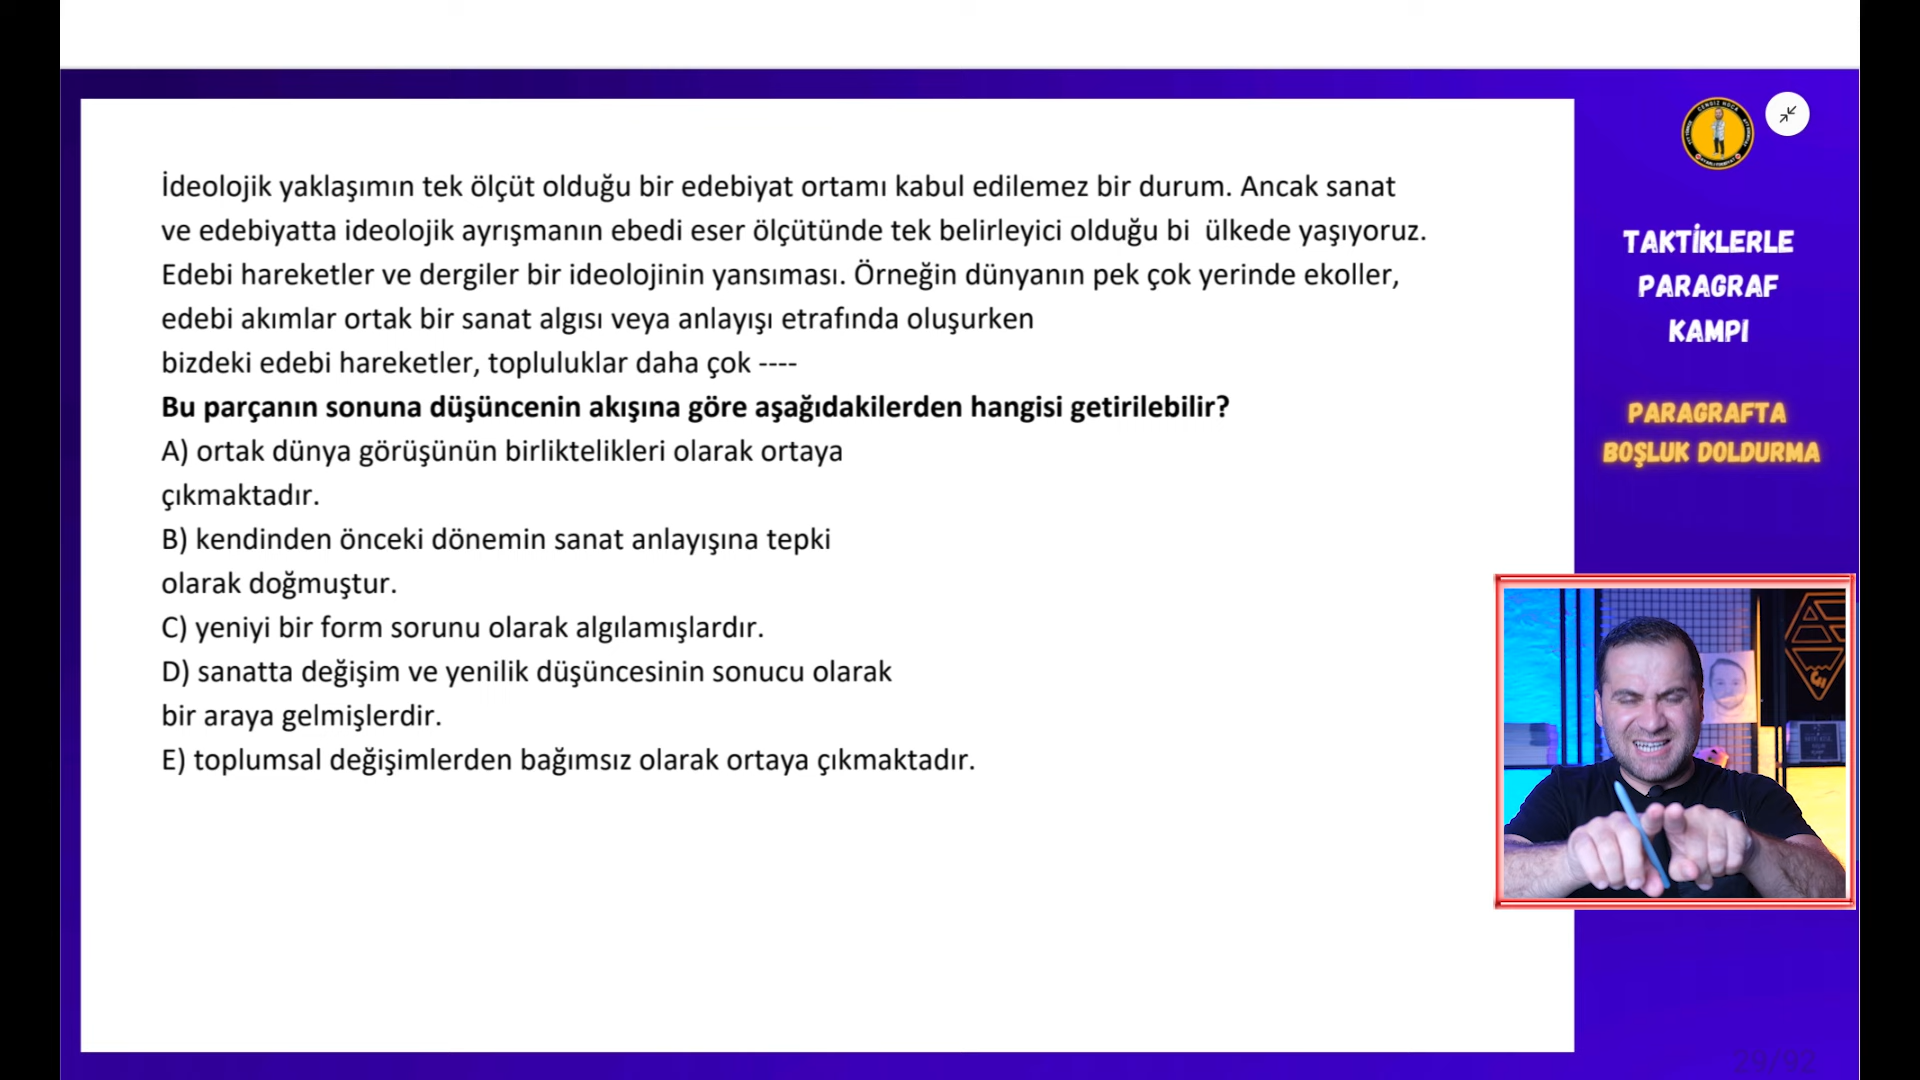 İdeolojik yaklaşımın tek ölçüt olduğu bir edebiyat ortamı kabul edilemez bir durum. Ancak sanat
ve edebiyatta ideolojik ayrışmanın ebedi eser ölçütünde tek belirleyici olduğu bi  ülkede yaşıyoruz.
Edebi hareketler ve dergiler bir ideolojinin yansıması. Örneğin dünyanın pek çok yerinde ekoller,
edebi akımlar ortak bir sanat algısı veya anlayışı etrafında oluşurken
bizdeki edebi hareketler, topluluklar daha çok ----
Bu parçanın sonuna düşüncenin akışına göre aşağıdakilerden hangisi getirilebilir?
A) ortak dünya görüşünün birliktelikleri olarak ortaya
çıkmaktadır.
B) kendinden önceki dönemin sanat anlayışına tepki
olarak doğmuştur.
C) yeniyi bir form sorunu olarak algılamışlardır.
D) sanatta değişim ve yenilik düşüncesinin sonucu olarak
bir araya gelmişlerdir.
E) toplumsal değişimlerden bağımsız olarak ortaya çıkmaktadır.
CENGİZ HOCA
TAKTİKLERLE
PARAGRAF
KAMPI
PARAGRAFTA
BOŞLUK DOLDURMA
29/92